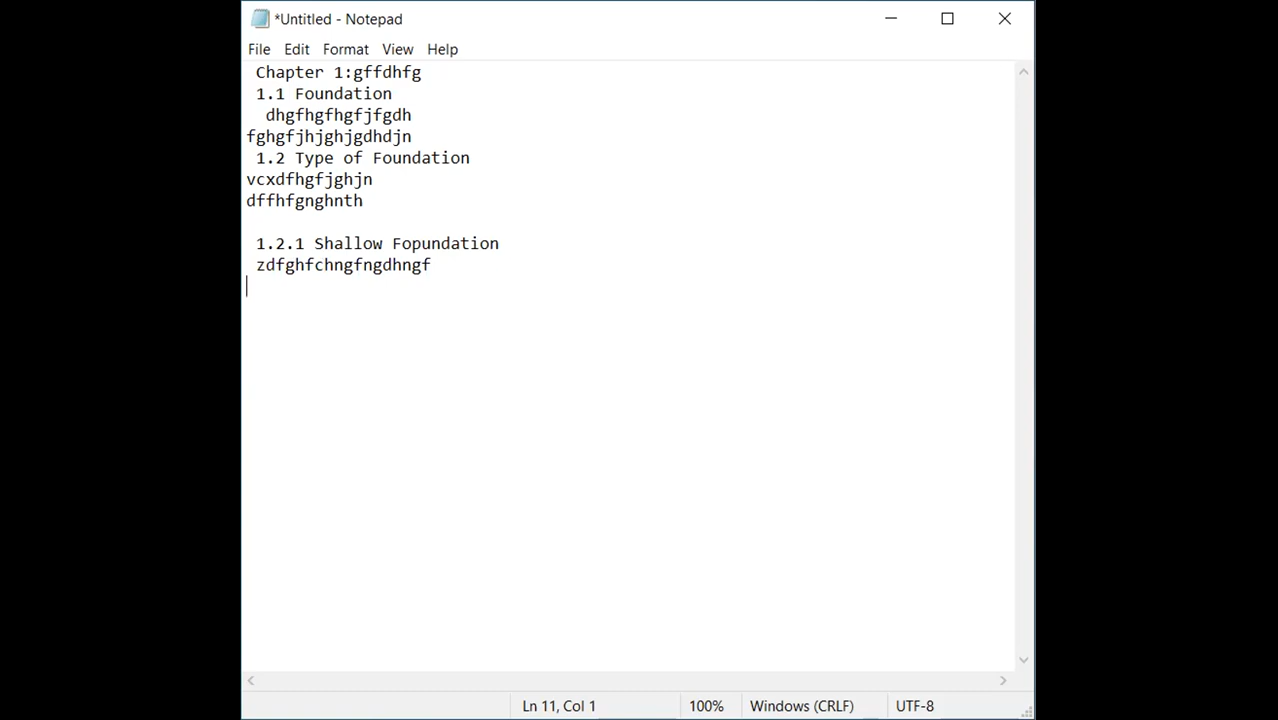 *Untitled - Notepad
File Edit Format View Help
Chapter 1:gffdhfg
1.1 Foundation
dhgfhgfhgfjfgdh
fghgfjhjghjgdhdjn
1.2 Type of Foundation
vcxdfhgfjghjn
dffhfgnghnth
1.2.1 Shallow Fopundation
zdfghfchngfngdhngf
Ln 11, Col 1 100% Windows (CRLF) UTF-8